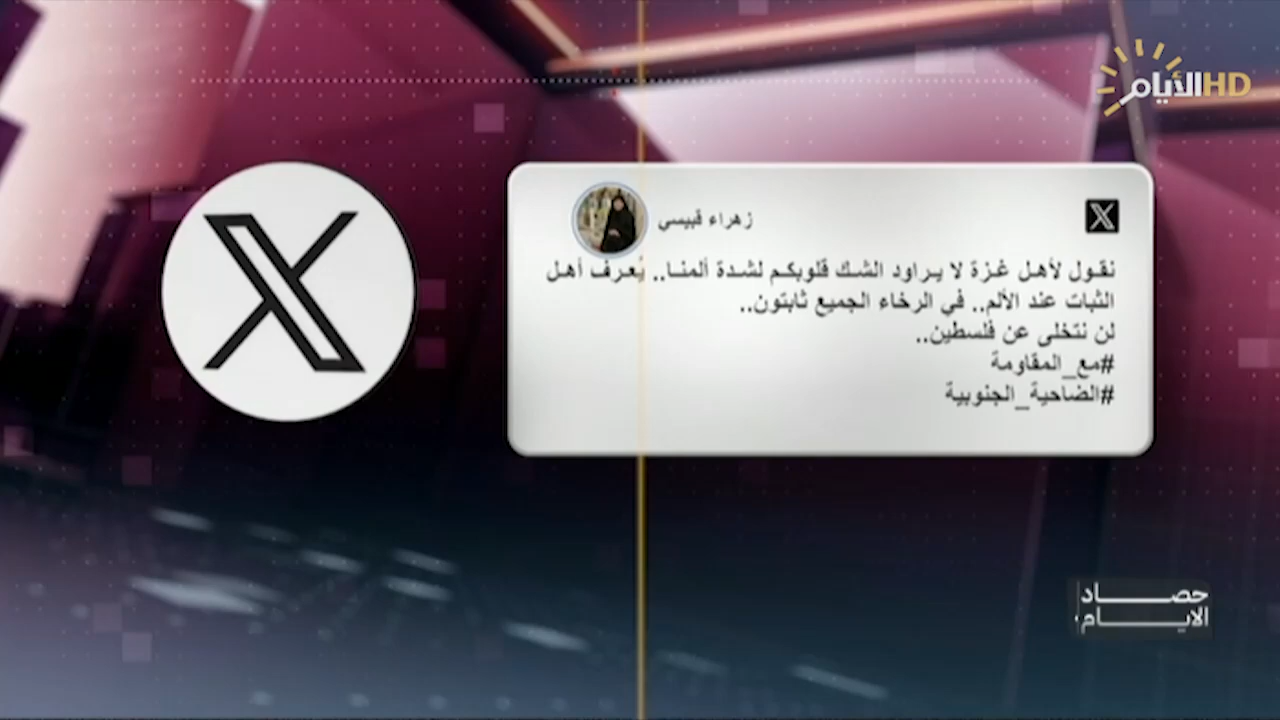 الأيام HD
زهراء قبيسي
نقول لأهل غزة لا يراود الشك قلوبكم لشدة ألمنا.. يُعرف أهل
الثبات عند الألم.. في الرخاء الجميع ثابتون..
لن نتخلى عن فلسطين..
#مع_المقاومة
#الضاحية_الجنوبية
حصاد
الايام